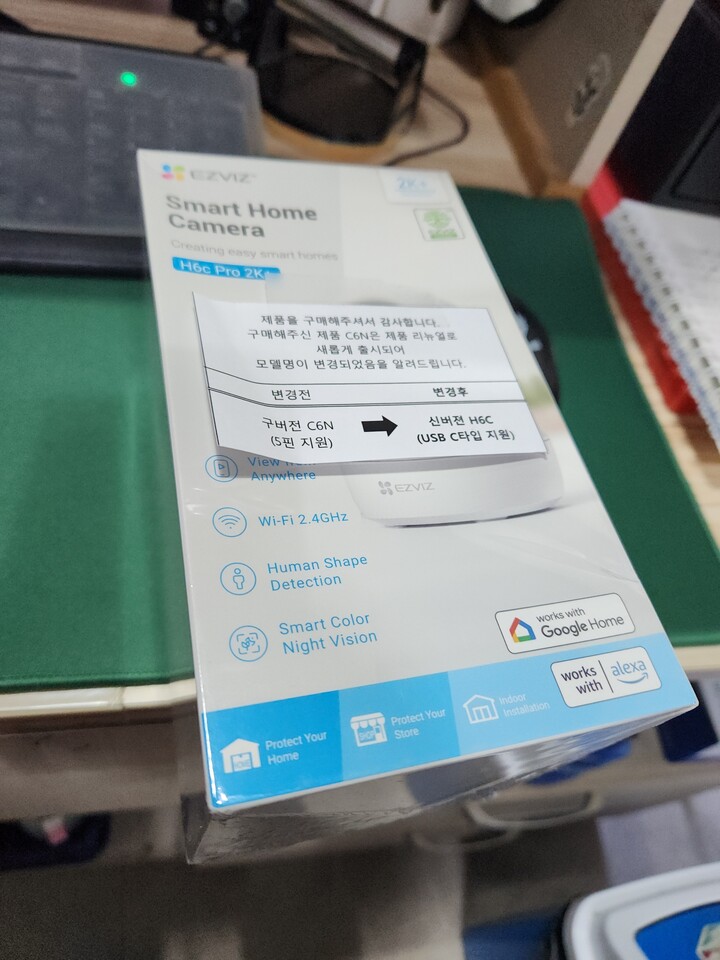 EZVIZ
2K+
Smart Home
Camera
Creating easy smart homes
H6c Pro 2K+
제품을 구매해주셔서 감사합니다.
구매해주신 제품 C6N은 제품 리뉴얼로
새롭게 출시되어
모델명이 변경되었음을 알려드립니다.
변경전 변경후
구버전 C6N ➡ 신버전 H6C
(5핀 지원) (USB C타입 지원)
View from
Anywhere
EZVIZ
Wi-Fi 2.4GHz
Human Shape
Detection
Smart Color
Night Vision
works with
Google Home
works with alexa
Protect Your
Home
SHOP
Protect Your
Store
Indoor
Installation